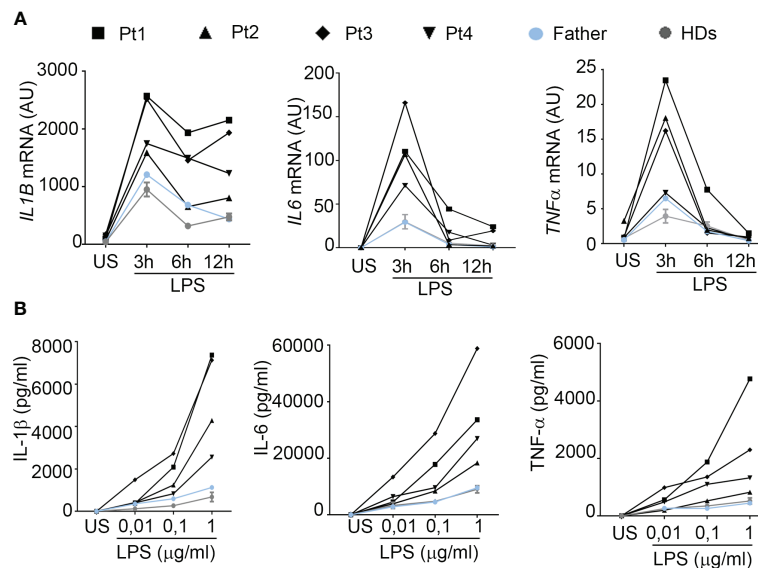 A
Pt1 Pt2 Pt3 Pt4 Father HDs
IL1B mRNA (AU)
3000
2000
1000
0
US 3h 6h 12h
LPS
IL6 mRNA (AU)
200
150
100
50
0
US 3h 6h 12h
LPS
TNFα mRNA (AU)
25
20
15
10
5
0
US 3h 6h 12h
LPS
B
IL-1β (pg/ml)
8000
6000
4000
2000
0
US 0,01 0,1 1
LPS (μg/ml)
IL-6 (pg/ml)
60000
40000
20000
0
US 0,01 0,1 1
LPS (μg/ml)
TNF-α (pg/ml)
6000
4000
2000
0
US 0,01 0,1 1
LPS (μg/ml)